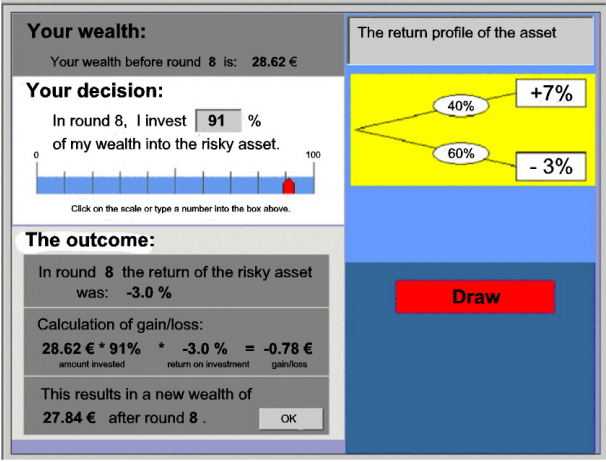 Your wealth:
Your wealth before round 8 is: 28.62 €
Your decision:
In round 8, I invest 91 %
of my wealth into the risky asset.
0 100
Click on the scale or type a number into the box above.
The outcome:
In round 8 the return of the risky asset
was: -3.0 %
Calculation of gain/loss:
28.62 € * 91% * -3.0 % = -0.78 €
amount invested return on investment gain/loss
This results in a new wealth of
27.84 € after round 8 .
OK
The return profile of the asset
40% +7%
60% - 3%
Draw